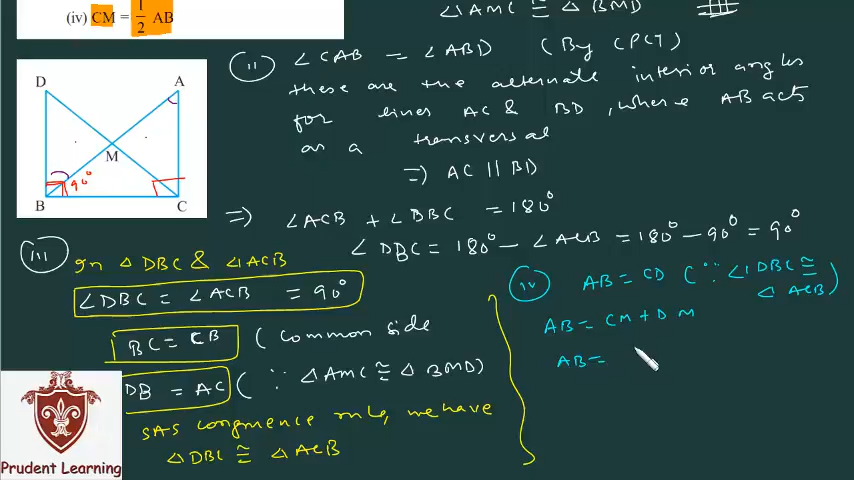 (iv) CM = 1/2 AB
△AMC ≅ △BMD
(ii) ∠CAB = ∠ABD (By CPCT)
these are the alternate interior angles
for lines AC & BD, where AB acts
as a transversal
⇒ AC || BD
D
A
M
90°
B
C
⇒ ∠ACB + ∠DBC = 180°
∠DBC = 180° - ∠ACB = 180° - 90° = 90°
(iii) In △DBC & △ACB
∠DBC = ∠ACB = 90°
BC = CB (Common side
DB = AC (∵ △AMC ≅ △BMD)
SAS congruence rule, we have
△DBC ≅ △ACB
(iv) AB = CD (∵ △DBC ≅
△ACB)
AB = CM + DM
AB =
Prudent Learning